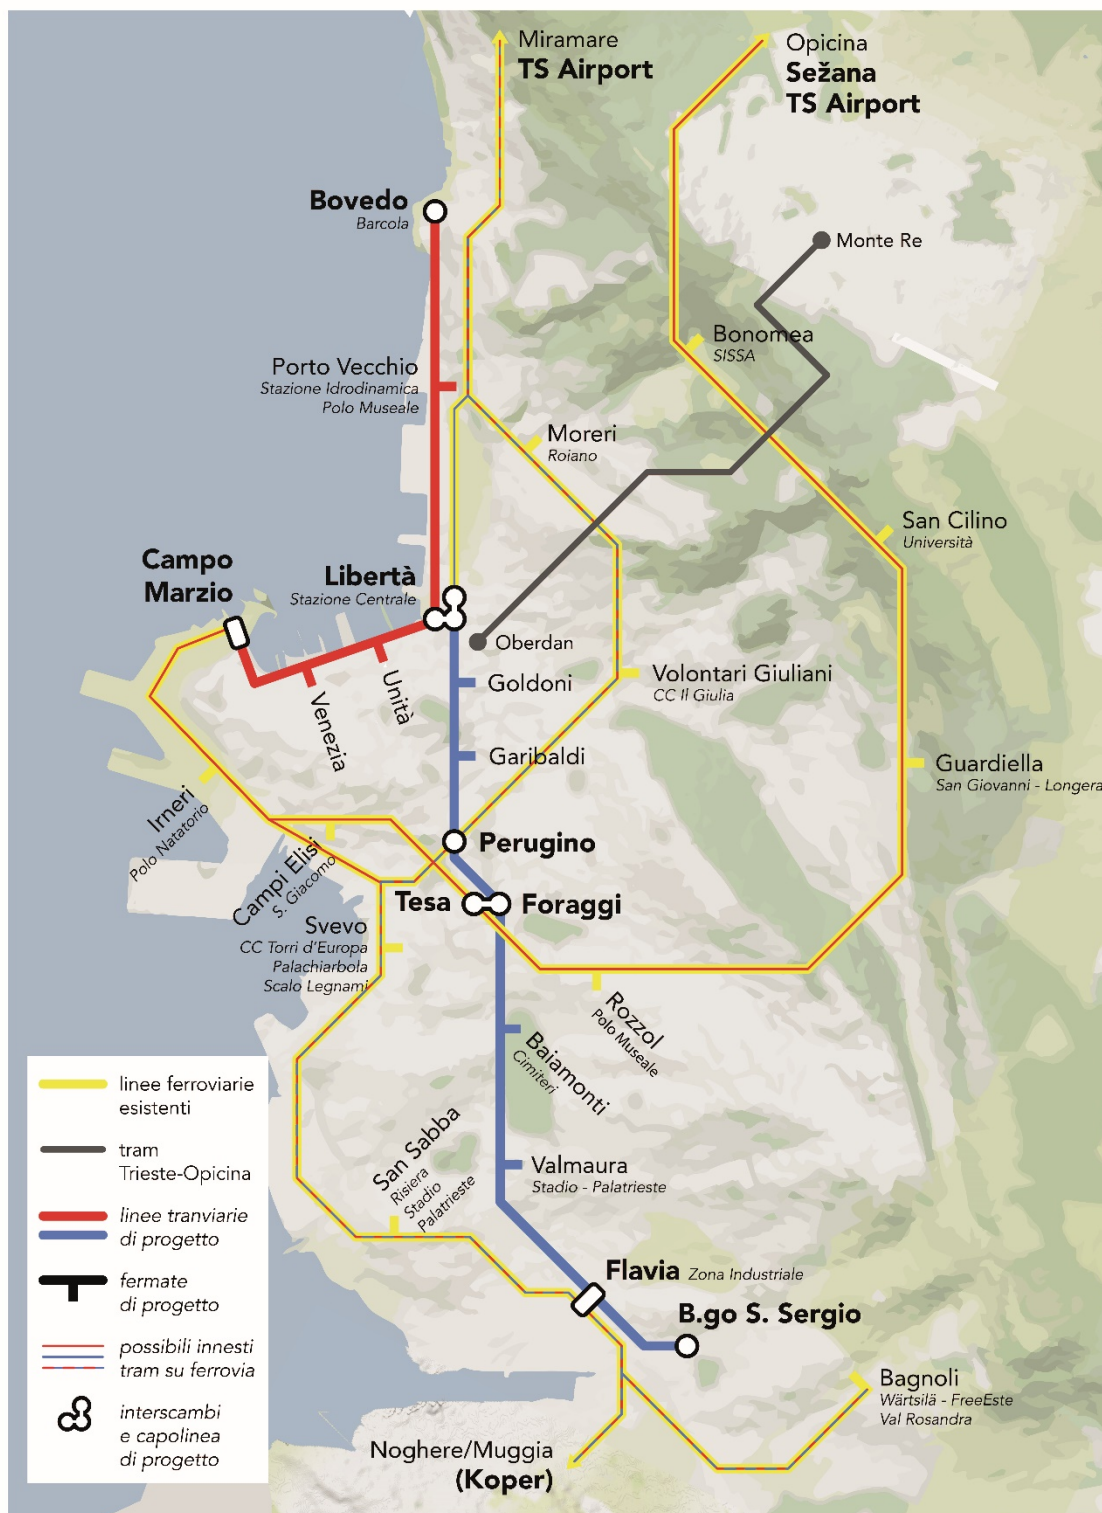 Miramare
TS Airport
Opicina
Sežana
TS Airport
Bovedo
Barcola
Monte Re
Bonomea
SISSA
Porto Vecchio
Stazione Idrodinamica
Polo Museale
Moreri
Roiano
San Cilino
Università
Campo
Marzio
Libertà
Stazione Centrale
Oberdan
Goldoni
Volontari Giuliani
CC Il Giulia
Unità
Venezia
Garibaldi
Guardiella
San Giovanni - Longera
Irneri
Polo Natatorio
Perugino
Campi Elisi
S. Giacomo
Tesa
Foraggi
Svevo
CC Torri d'Europa
Palachiarbola
Scalo Legnami
Rozzol
Polo Museale
Baiamonti
Cimiteri
San Sabba
Risiera
Stadio
Palatrieste
Valmaura
Stadio - Palatrieste
Flavia Zona Industriale
B.go S. Sergio
Bagnoli
Wärtsilä - FreeEste
Val Rosandra
Noghere/Muggia
(Koper)
linee ferroviarie
esistenti
tram
Trieste-Opicina
linee tranviarie
di progetto
fermate
di progetto
possibili innesti
tram su ferrovia
interscambi
e capolinea
di progetto